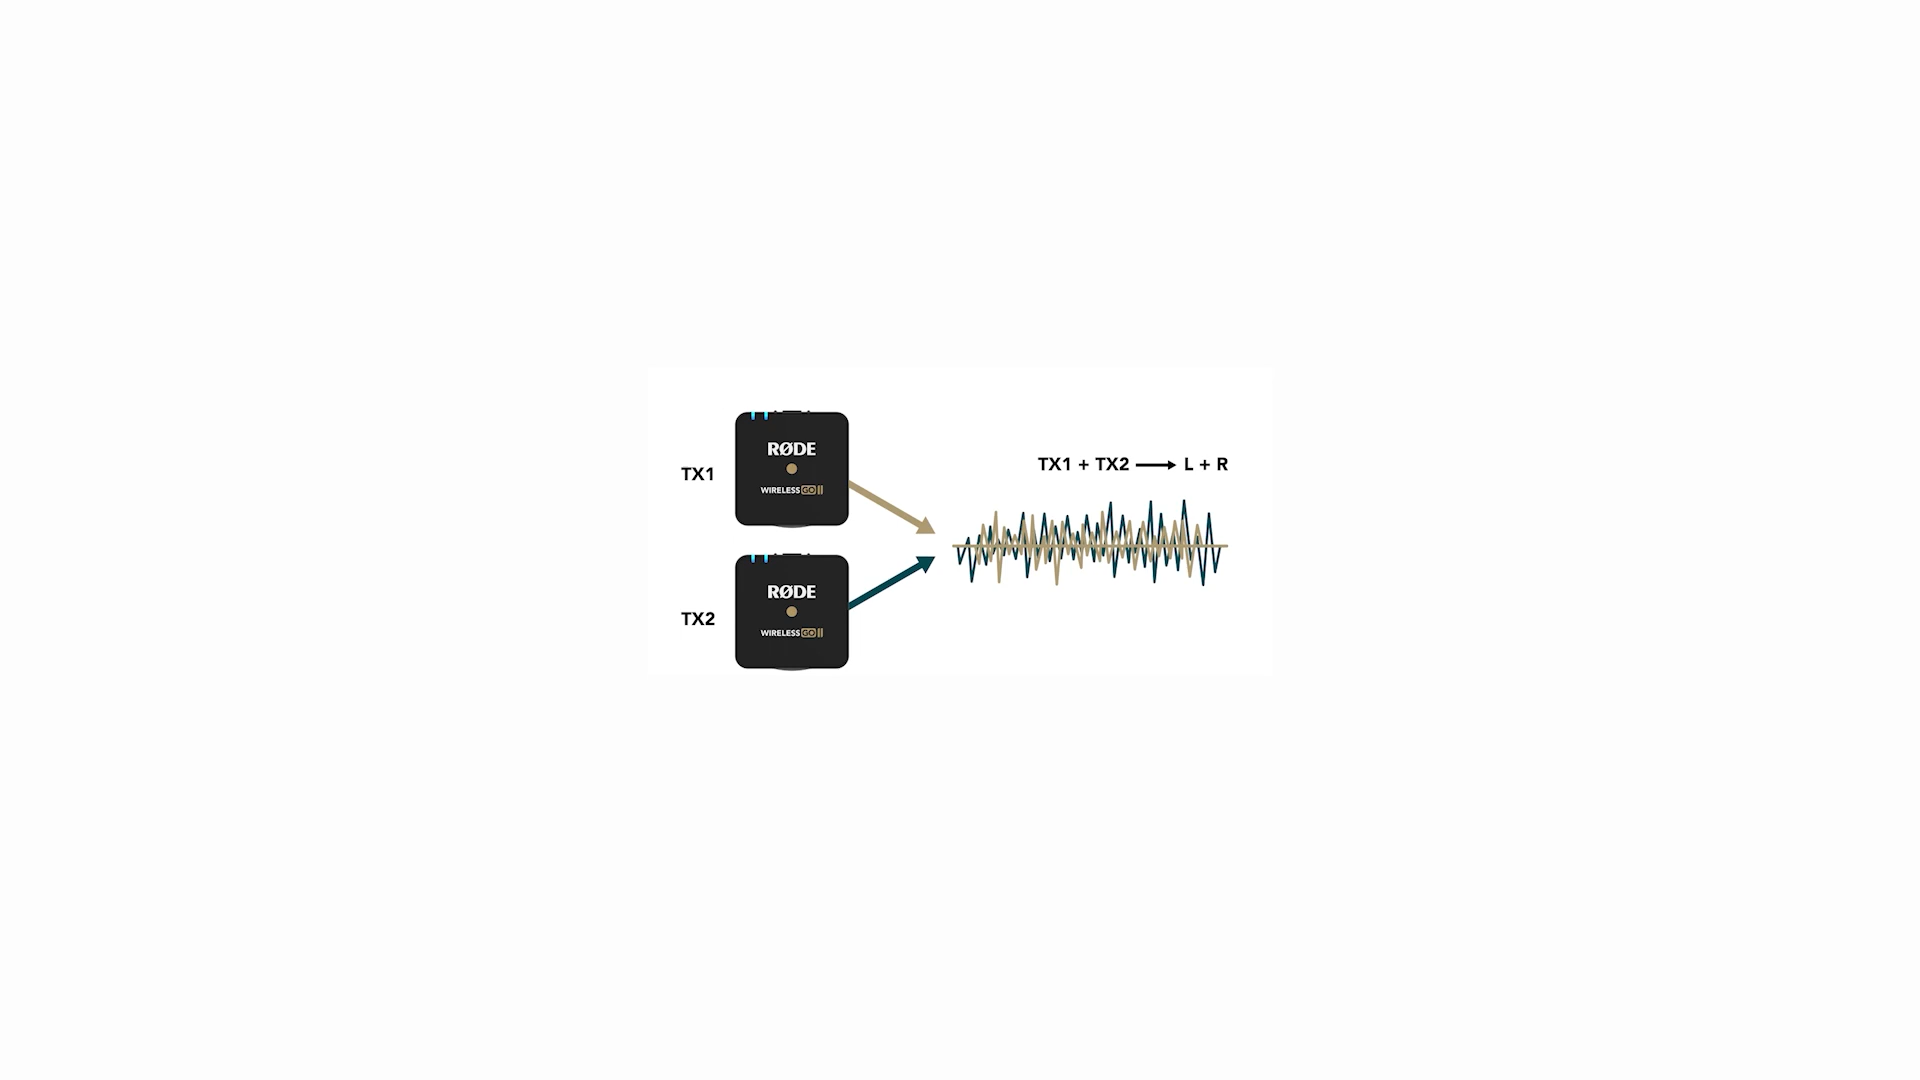 TX1
RØDE
WIRELESS GO II
TX1 + TX2 ⟶ L + R
TX2
RØDE
WIRELESS GO II